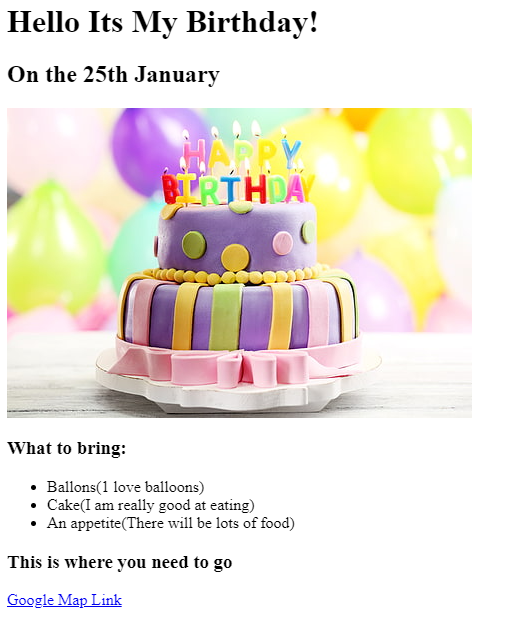 Hello Its My Birthday!
On the 25th January
HAPPY
BIRTHDAY
What to bring:
Ballons(1 love balloons)
Cake(I am really good at eating)
An appetite(There will be lots of food)
This is where you need to go
Google Map Link